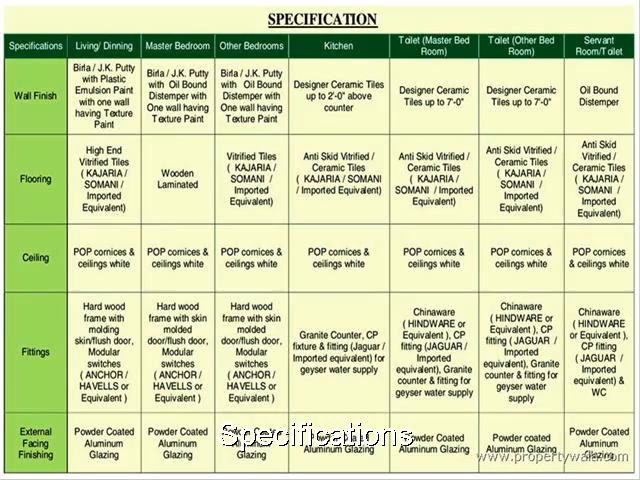 SPECIFICATION
Specifications
Living/ Dinning
Master Bedroom
Other Bedrooms
Kitchen
Toilet (Master Bed
Room)
Toilet (Other
Bed Room)
Servant
Room/Toilet
Wall Finish
Birla / J.K. Putty
with Plastic
Emulsion Paint
with one wall
having Texture
Paint
Birla / J.K. Putty
with Oil Bound
Distemper with
One wall having
Texture Paint
Birla / J.K. Putty
with Oil Bound
Distemper with
One wall having
Texture Paint
Designer Ceramic Tiles
up to 2'-0" above
counter
Designer Ceramic
Tiles up to 7'-0"
Designer Ceramic
Tiles up to 7'-0"
Oil Bound
Distemper
Flooring
High End
Vitrified Tiles
( KAJARIA /
SOMANI /
Imported
Equivalent)
Wooden
Laminated
Vitrified Tiles
( KAJARIA /
SOMANI /
Imported
Equivalent)
Anti Skid Vitrified /
Ceramic Tiles
( KAJARIA / SOMANI
/ Imported Equivalent)
Anti Skid Vitrified /
Ceramic Tiles
( KAJARIA /
SOMANI / Imported
Equivalent)
Anti Skid Vitrified /
Ceramic Tiles
( KAJARIA /
SOMANI /
Imported
Equivalent)
Anti Skid
Vitrified /
Ceramic Tiles
( KAJARIA /
SOMANI /
Imported
Equivalent)
Ceiling
POP cornices &
ceilings white
POP cornices &
ceilings white
POP cornices &
ceilings white
POP cornices &
ceilings white
POP cornices &
ceilings white
POP cornices &
ceilings white
POP cornices
& ceilings white
Fittings
Hard wood
frame with
molding
skin/flush door,
Modular
switches
( ANCHOR /
HAVELLS or
Equivalent )
Hard wood
frame with skin
molded
door/flush door,
Modular
switches
( ANCHOR /
HAVELLS or
Equivalent )
Hard wood
frame with skin
molded
door/flush door,
Modular
switches
( ANCHOR /
HAVELLS or
Equivalent )
Granite Counter, CP
fixture & fitting (Jaguar /
Imported equivalent) for
geyser water supply
Chinaware
( HINDWARE or
Equivalent ), CP
fitting (JAGUAR /
Imported
equivalent), Granite
counter & fitting for
geyser water supply
Chinaware
( HINDWARE or
Equivalent ), CP
fitting ( JAGUAR /
Imported
equivalent), Granite
counter & fitting for
geyser water
supply
Chinaware
( HINDWARE
or Equivalent
), CP fitting
( JAGUAR /
Imported
equivalent) &
WC
External
Facing
Finishing
Powder Coated
Aluminum
Glazing
Powder Coated
Aluminum
Glazing
Aluminum
Glazing
Powder Coated
Aluminum Glazing
Powder Coated
Aluminum Glazing
Powder coated
Aluminum Glazing
Powder Coated
Aluminum
Glazing
Specifications
www.propertywala.com